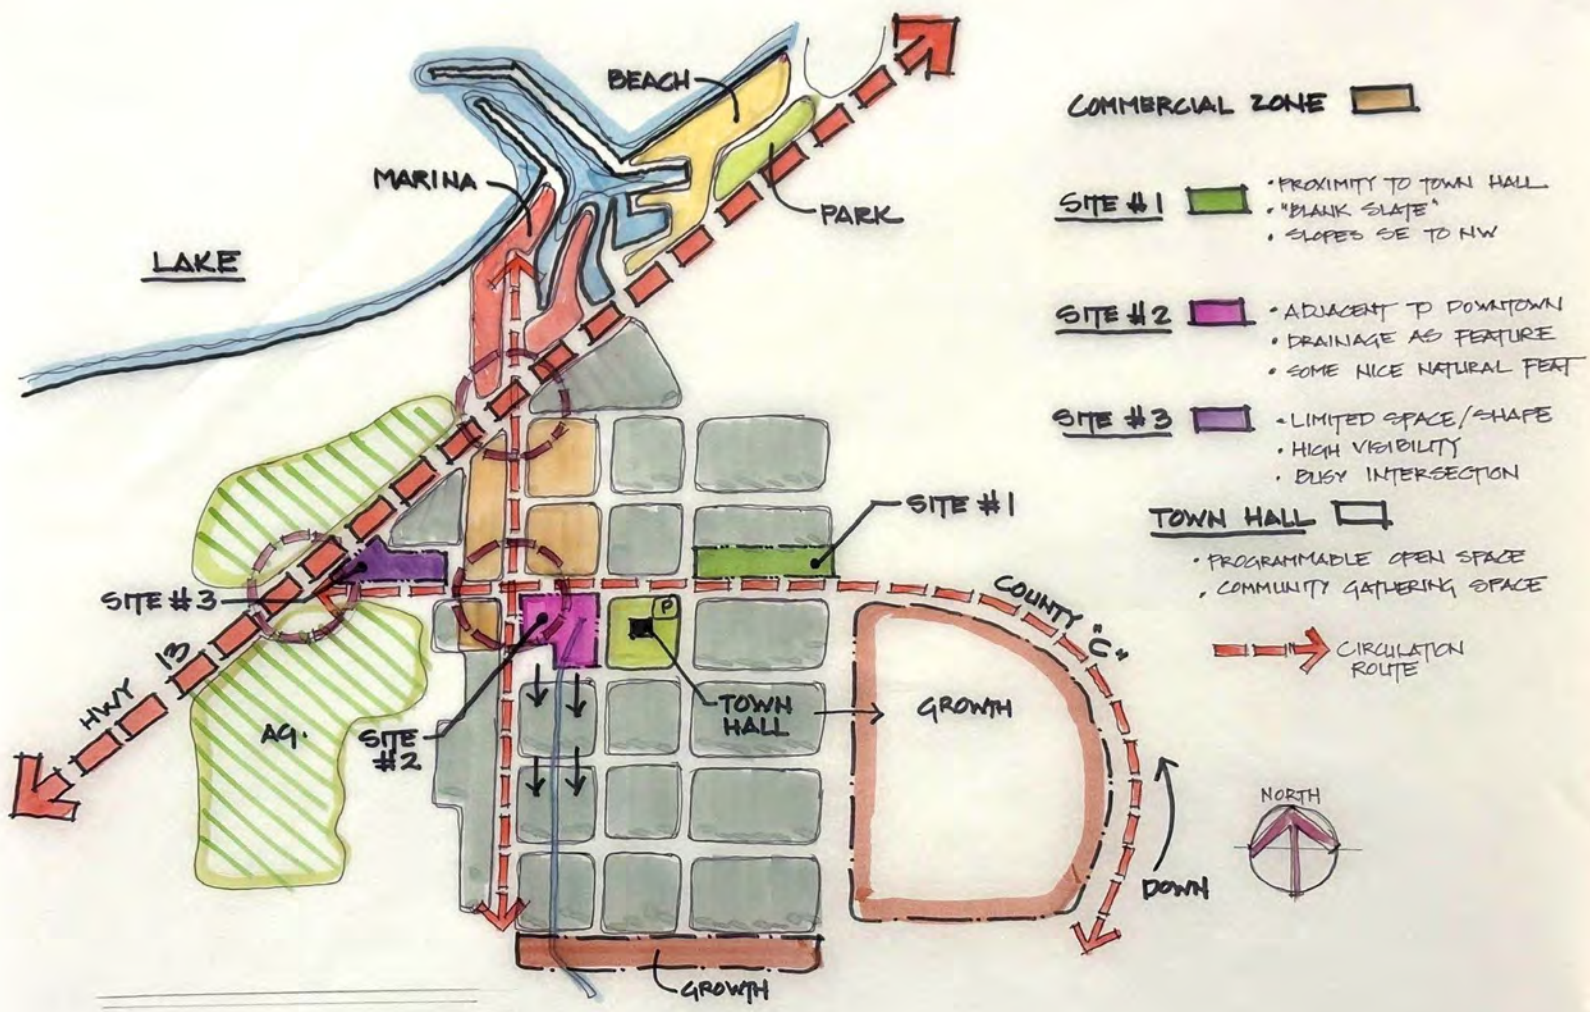 BEACH
MARINA
PARK
LAKE
COMMERCIAL ZONE
SITE #1
• PROXIMITY TO TOWN HALL
• "BLANK SLATE"
• SLOPES SE TO NW
SITE #2
• ADJACENT TO DOWNTOWN
• DRAINAGE AS FEATURE
• SOME NICE NATURAL FEAT
SITE #3
• LIMITED SPACE/SHAPE
• HIGH VISIBILITY
• BUSY INTERSECTION
TOWN HALL
• PROGRAMMABLE OPEN SPACE
• COMMUNITY GATHERING SPACE
CIRCULATION
ROUTE
SITE #1
SITE #3
P
COUNTY "C"
HWY 13
AG.
SITE
#2
TOWN
HALL
GROWTH
DOWN
NORTH
GROWTH